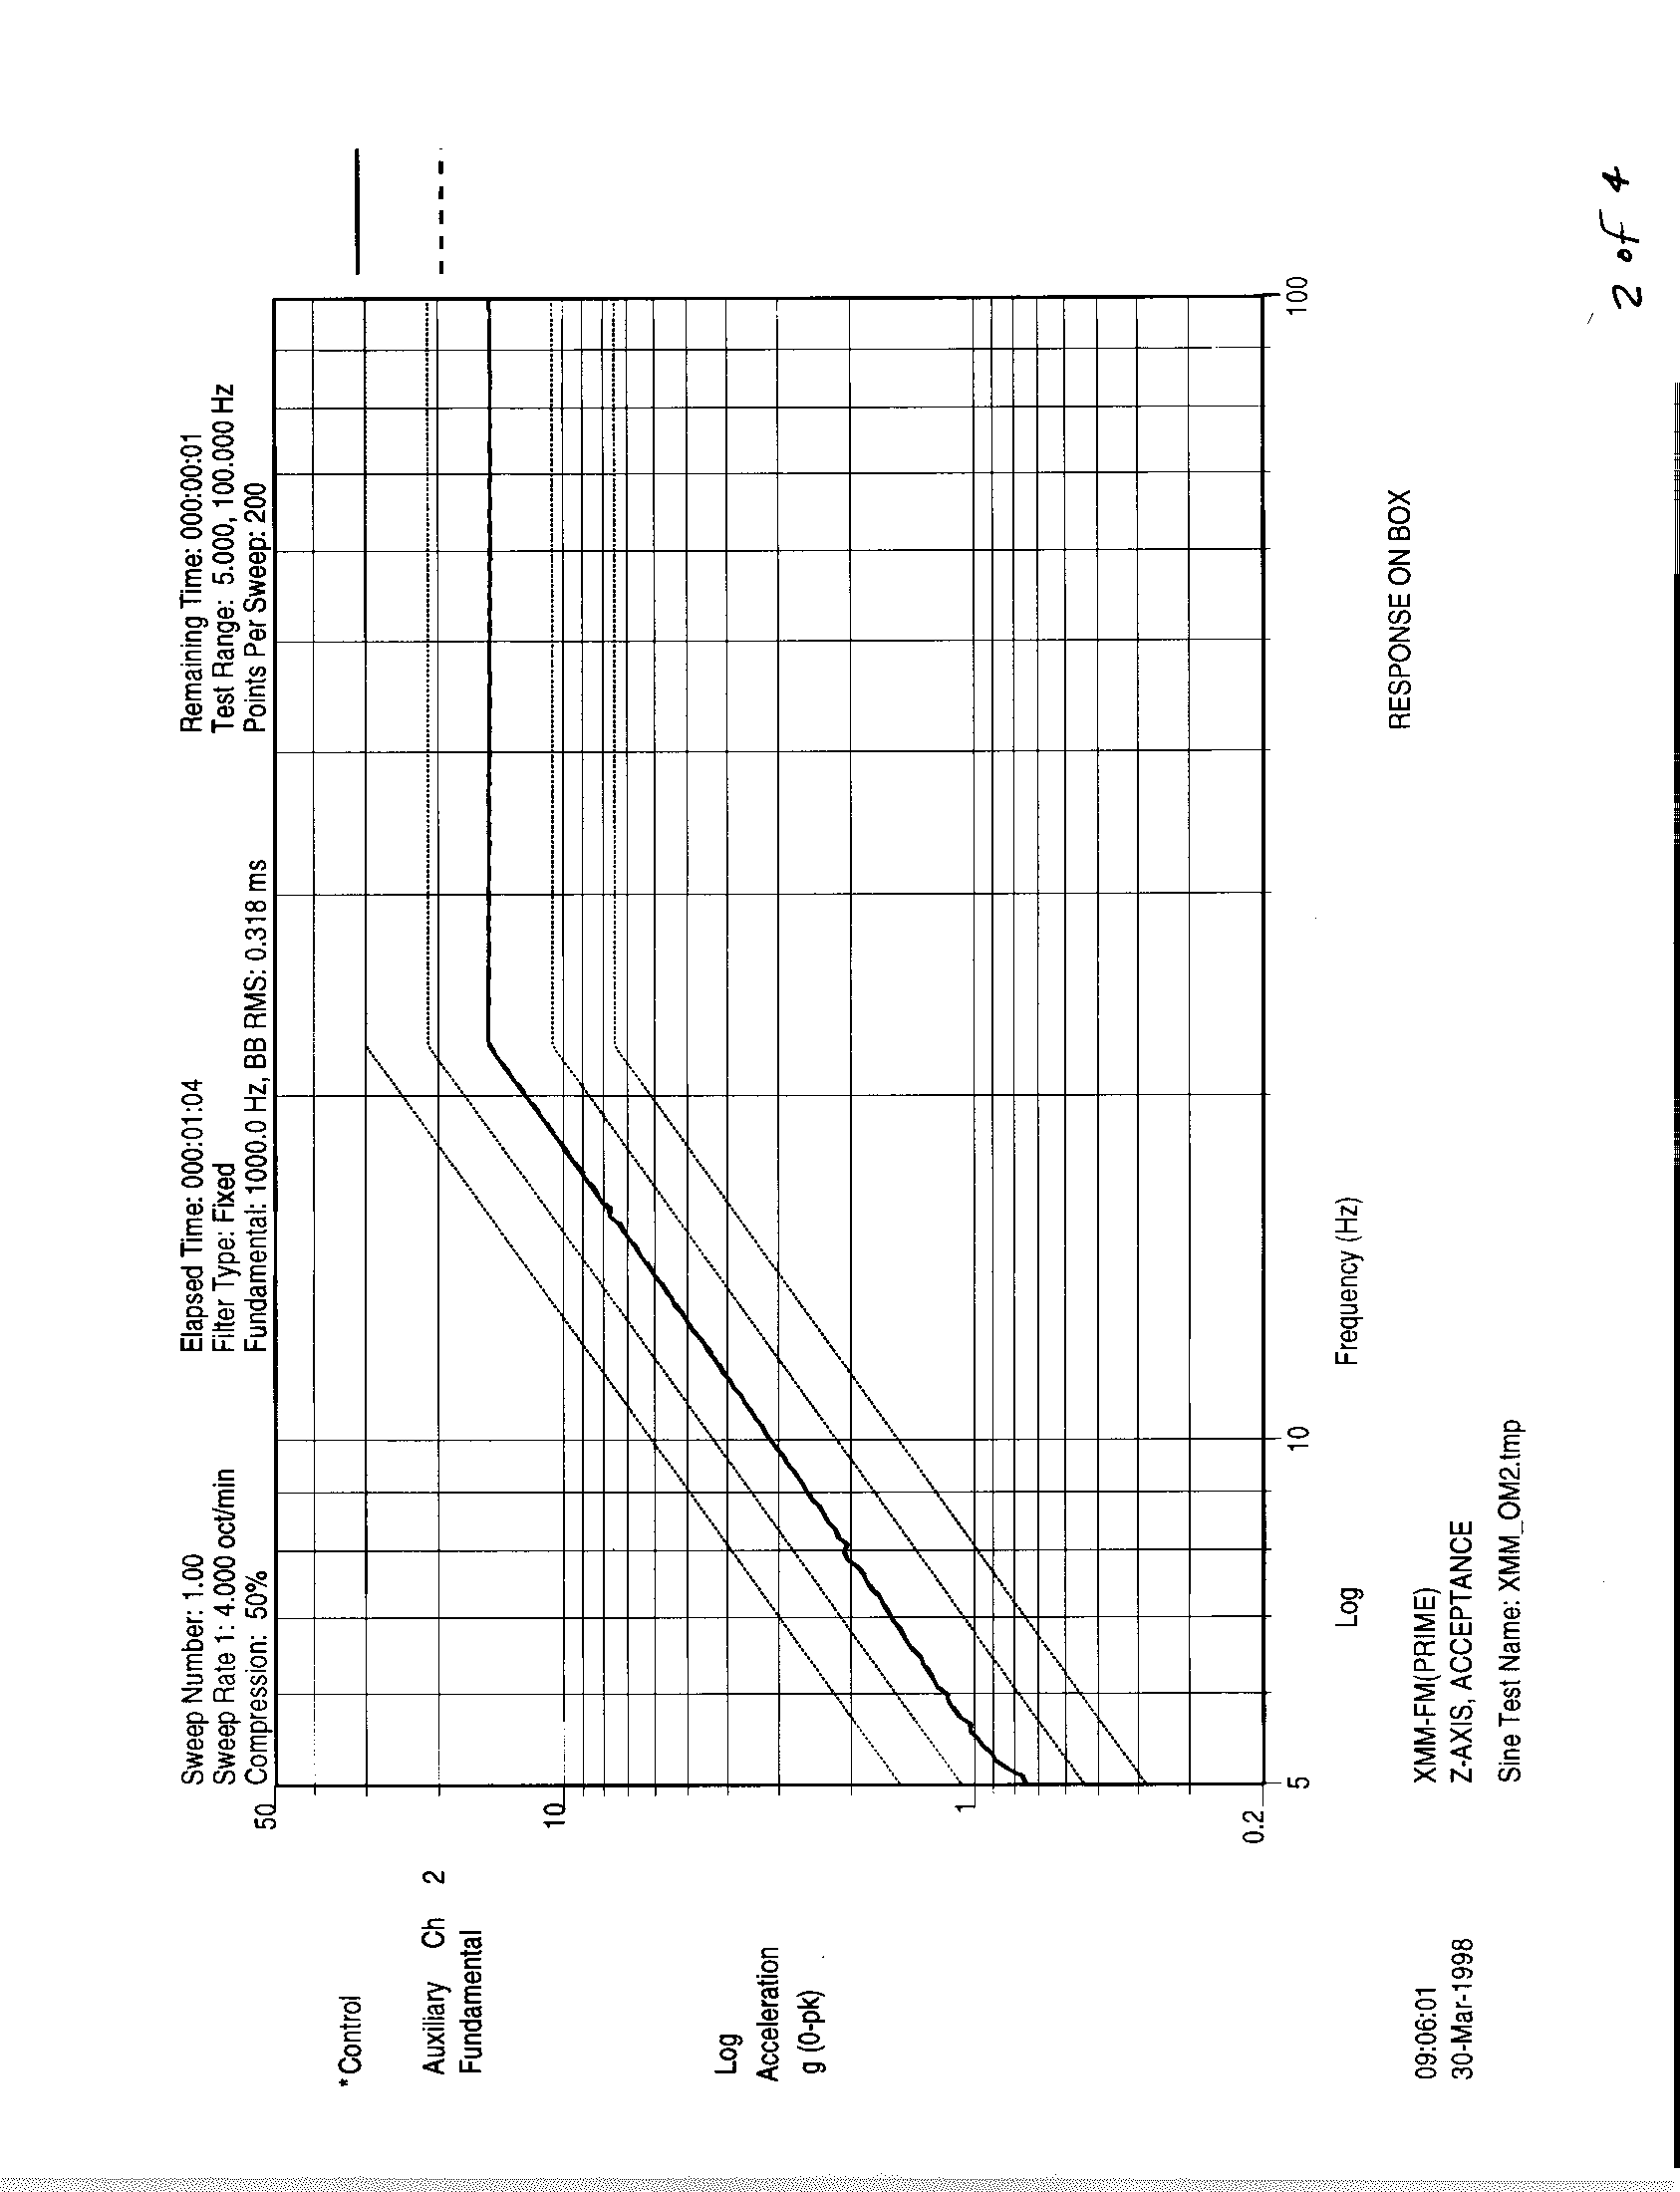 Sweep Number: 1.00
Sweep Rate 1: 4.000 oct/min
Compression: 50%
Elapsed Time: 000:01:04
Filter Type: Fixed
Fundamental: 1000.0 Hz, BB RMS: 0.318 ms
Remaining Time: 000:00:01
Test Range: 5.000, 100.000 Hz
Points Per Sweep: 200
*Control
Auxiliary Ch 2
Fundamental
Log
Acceleration
g (0-pk)
50
10
1
0.2
5
10
100
Log
Frequency (Hz)
RESPONSE ON BOX
09:06:01
30-Mar-1998
XMM-FM(PRIME)
Z-AXIS, ACCEPTANCE
Sine Test Name: XMM_OM2.tmp
2 of 4